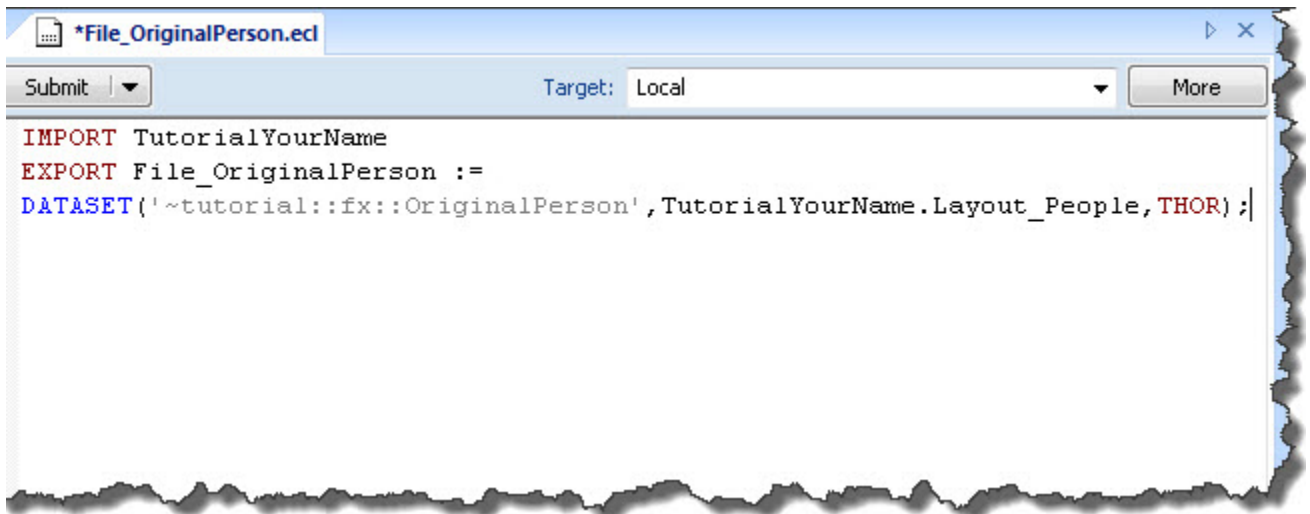 *File_OriginalPerson.ecl
Submit Target: Local More
IMPORT TutorialYourName
EXPORT File_OriginalPerson :=
DATASET('~tutorial::fx::OriginalPerson',TutorialYourName.Layout_People,THOR);